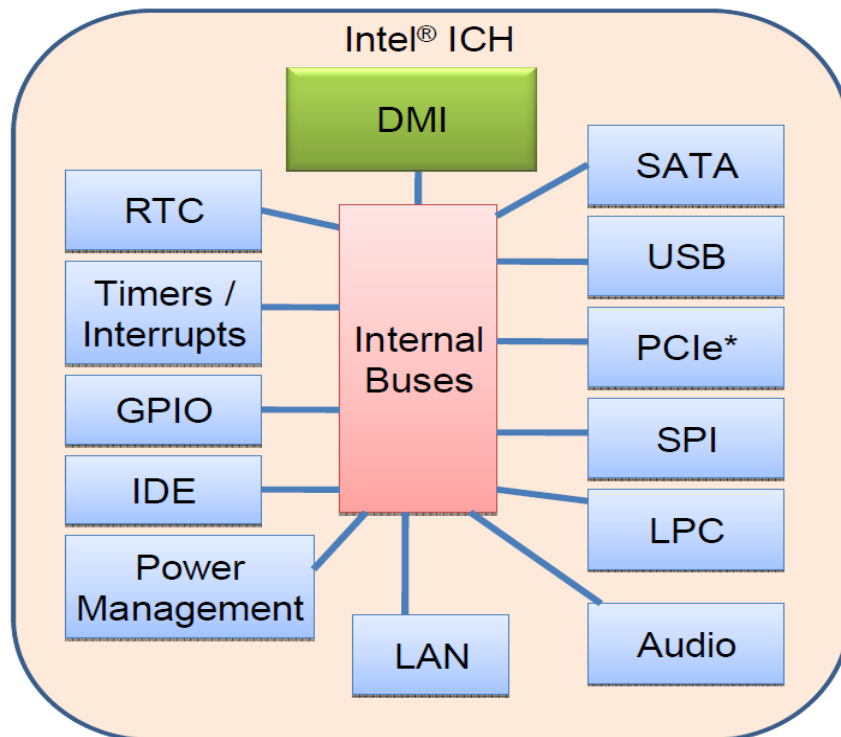 Intel® ICH
DMI
SATA
RTC
USB
Timers /
Interrupts
Internal
Buses
PCIe*
GPIO
SPI
IDE
LPC
Power
Management
LAN
Audio